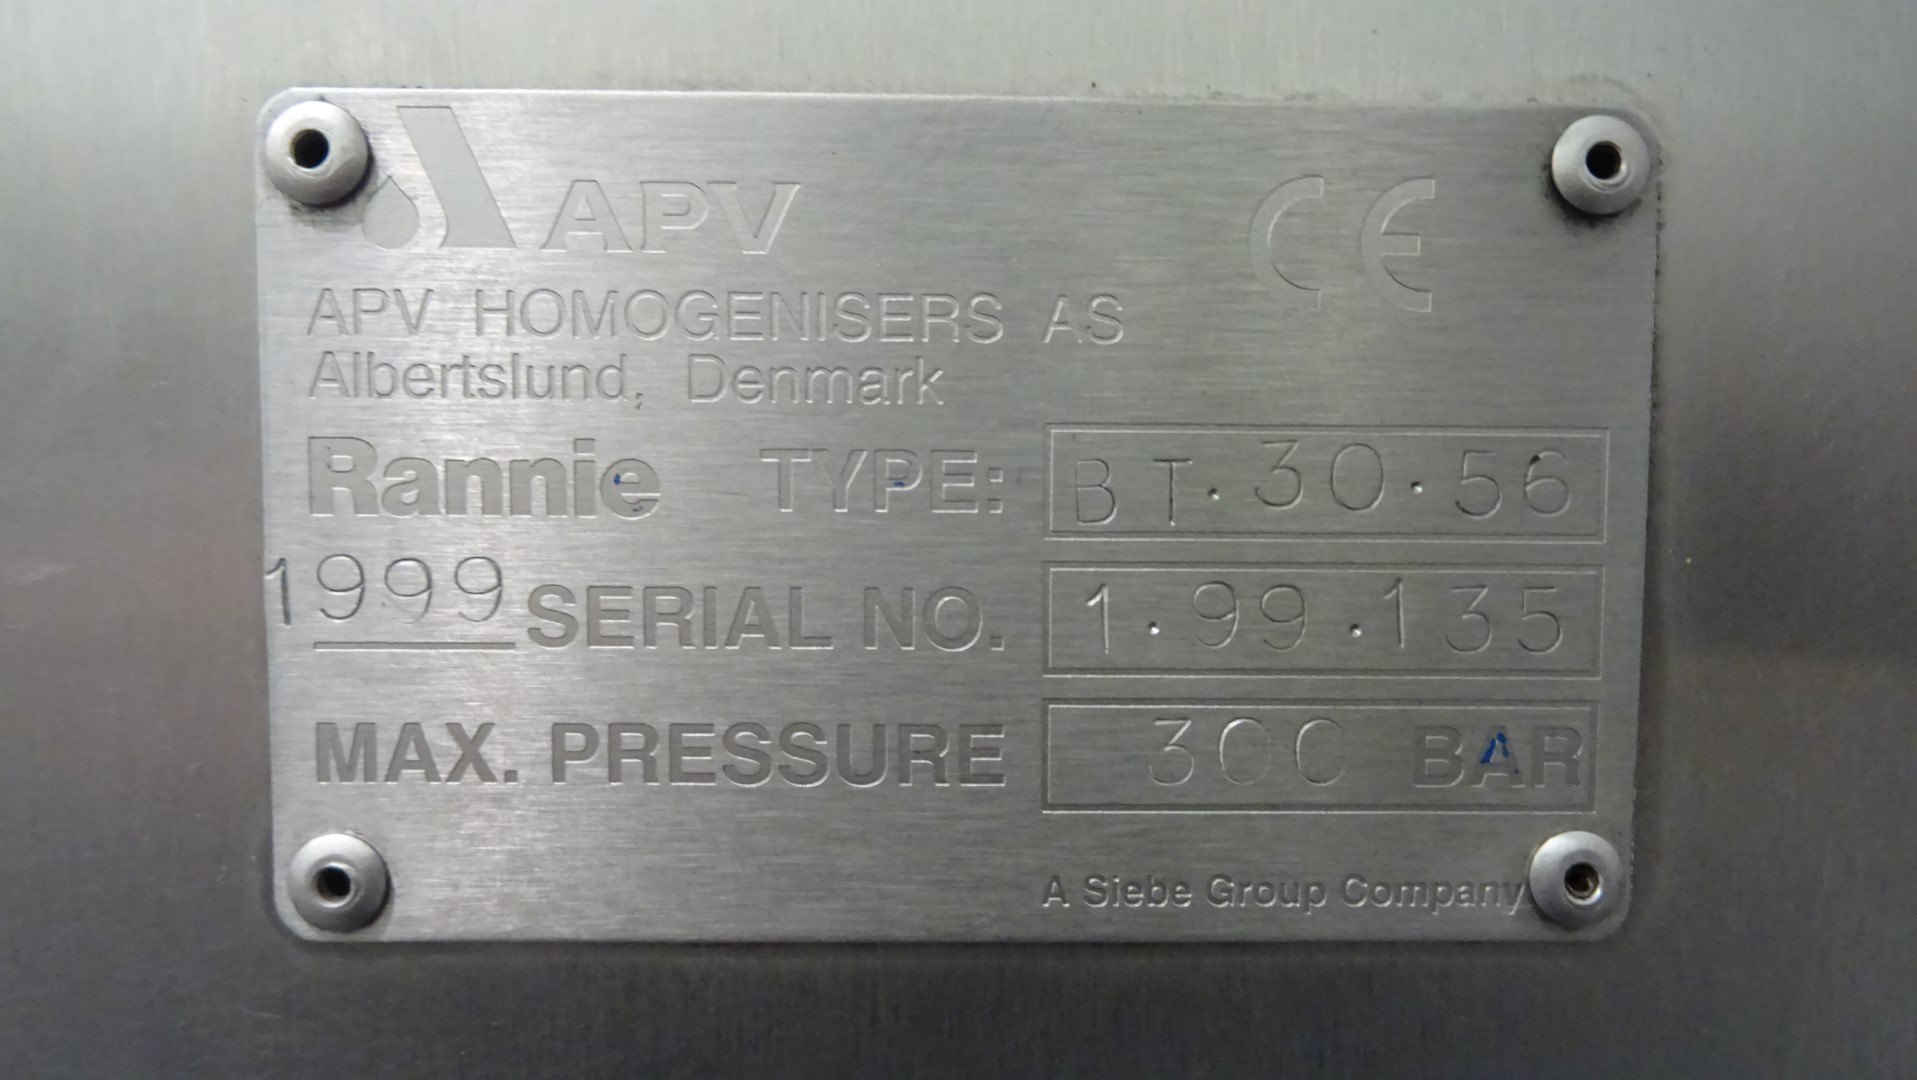 APV CE
APV HOMOGENISERS AS
Albertslund, Denmark
Rannie TYPE: BT.30.56
1999 SERIAL NO. 1.99.135
MAX. PRESSURE 300 BAR
A Siebe Group Company